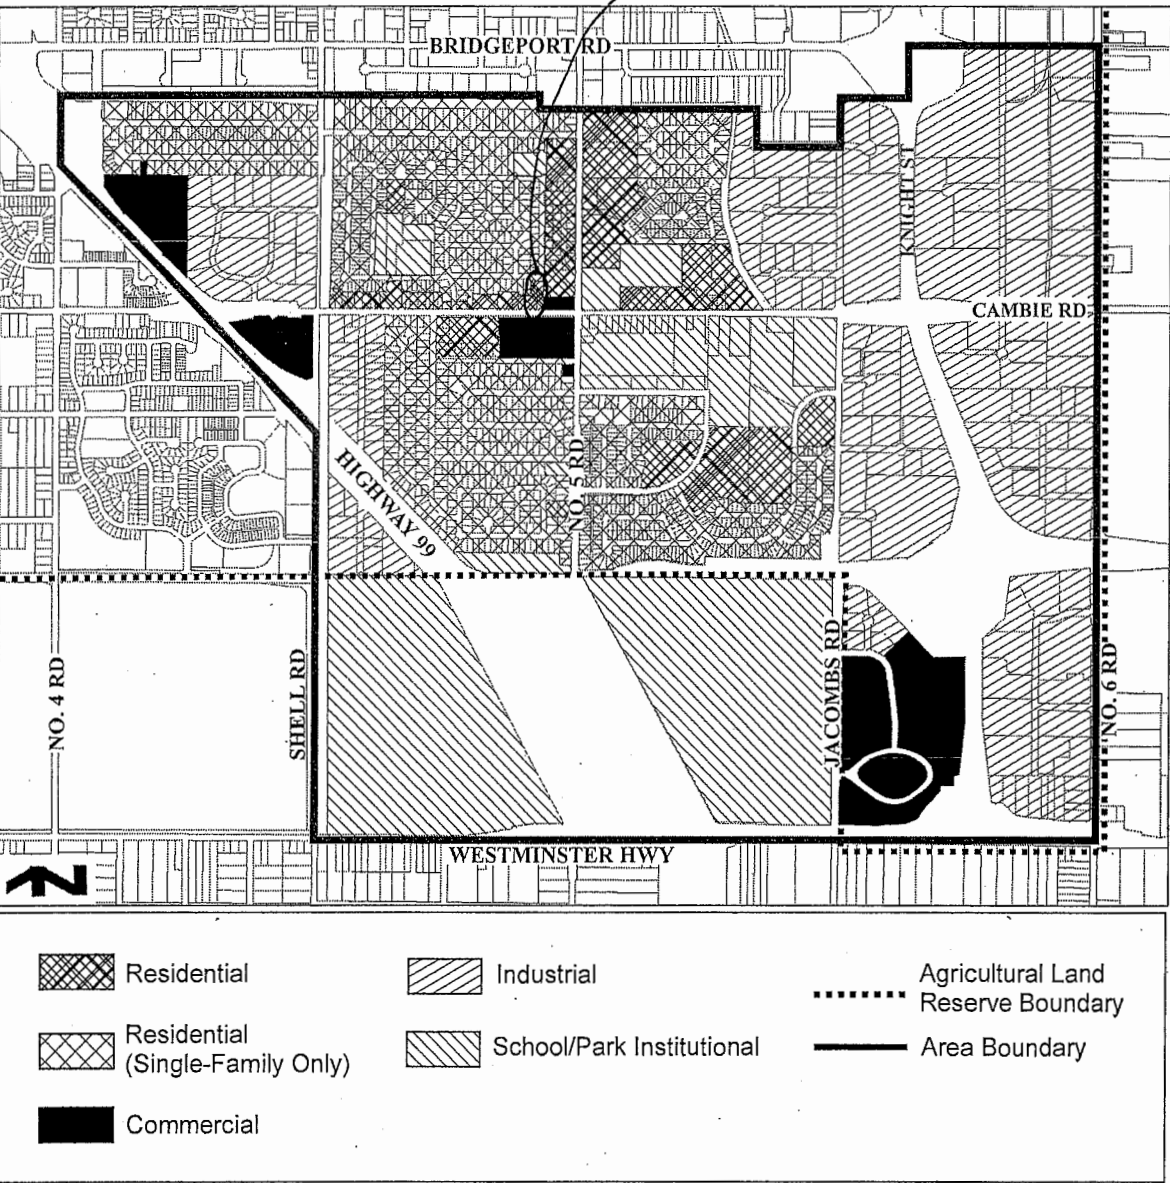 BRIDGEPORT RD
KNIGHT ST
CAMBIE RD
HIGHWAY 99
NO. 5 RD
NO. 4 RD
SHELL RD
JACOMBS RD
NO. 6 RD
WESTMINSTER HWY
N
Residential
Industrial
Agricultural Land
Reserve Boundary
Residential
(Single-Family Only)
School/Park Institutional
Area Boundary
Commercial